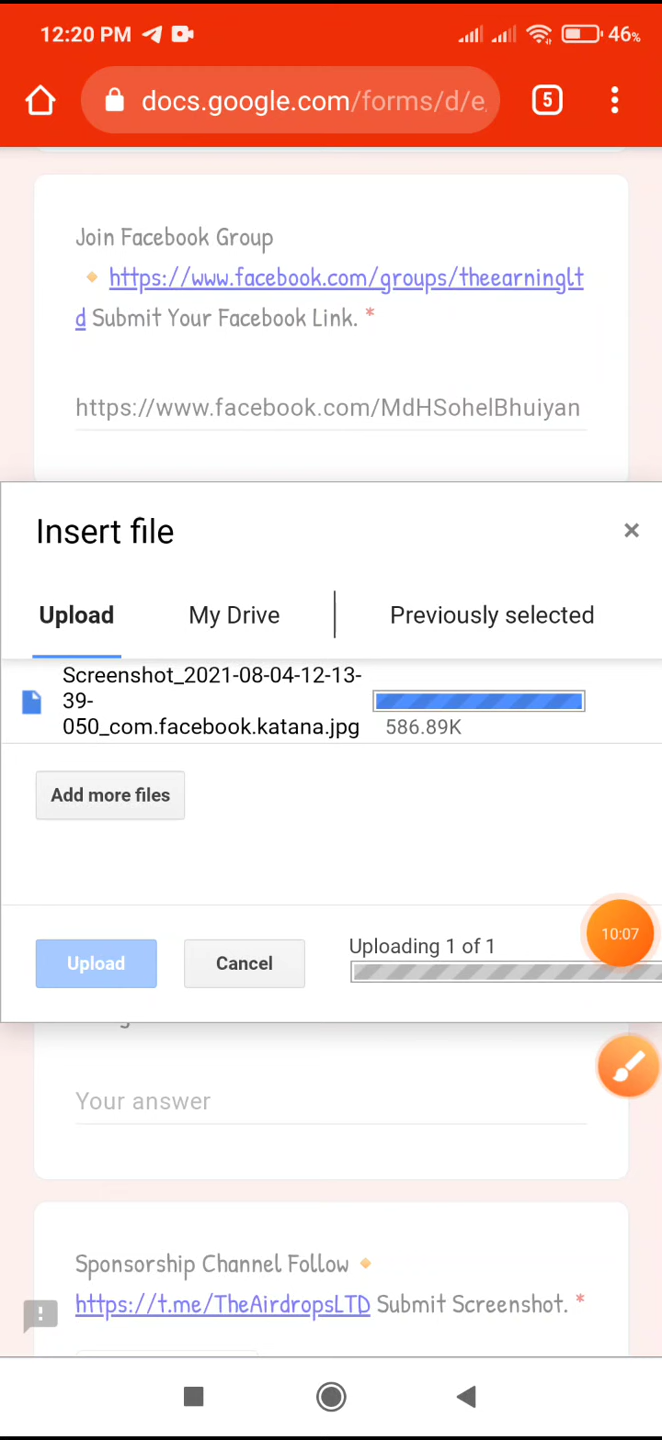 12:20 PM
46%
docs.google.com/forms/d/e
5
Join Facebook Group
https://www.facebook.com/groups/theearninglt
d Submit Your Facebook Link. *
https://www.facebook.com/MdHSohelBhuiyan
Insert file
×
Upload
My Drive
Previously selected
Screenshot_2021-08-04-12-13-
39-
050_com.facebook.katana.jpg
586.89K
Add more files
Upload
Cancel
Uploading 1 of 1
10:07
Your answer
Sponsorship Channel Follow
https://t.me/TheAirdropsLTD Submit Screenshot. *